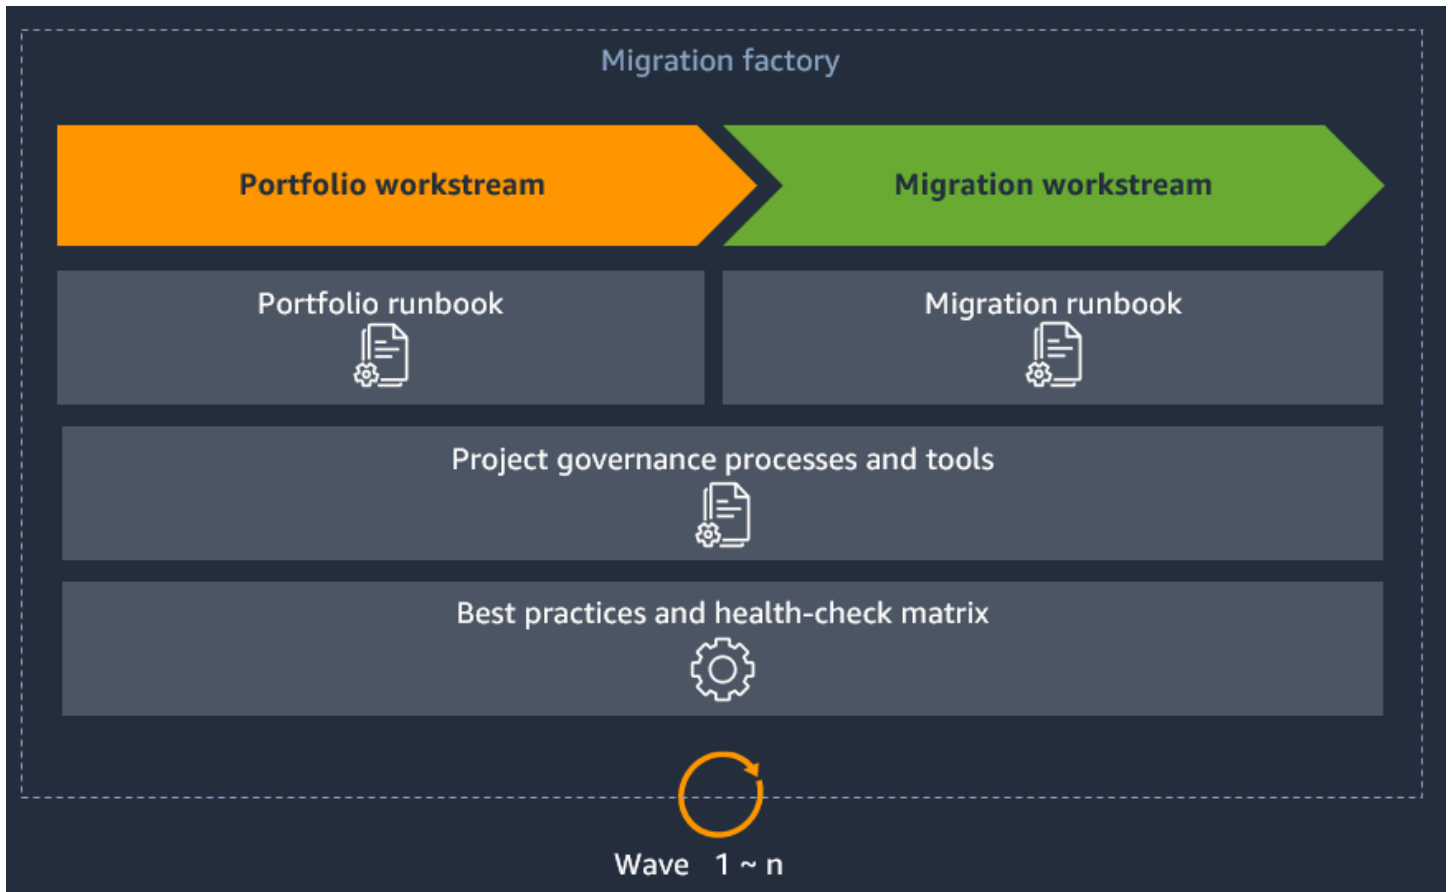 Migration factory
Portfolio workstream
Migration workstream
Portfolio runbook
Migration runbook
Project governance processes and tools
Best practices and health-check matrix
Wave 1 ~ n